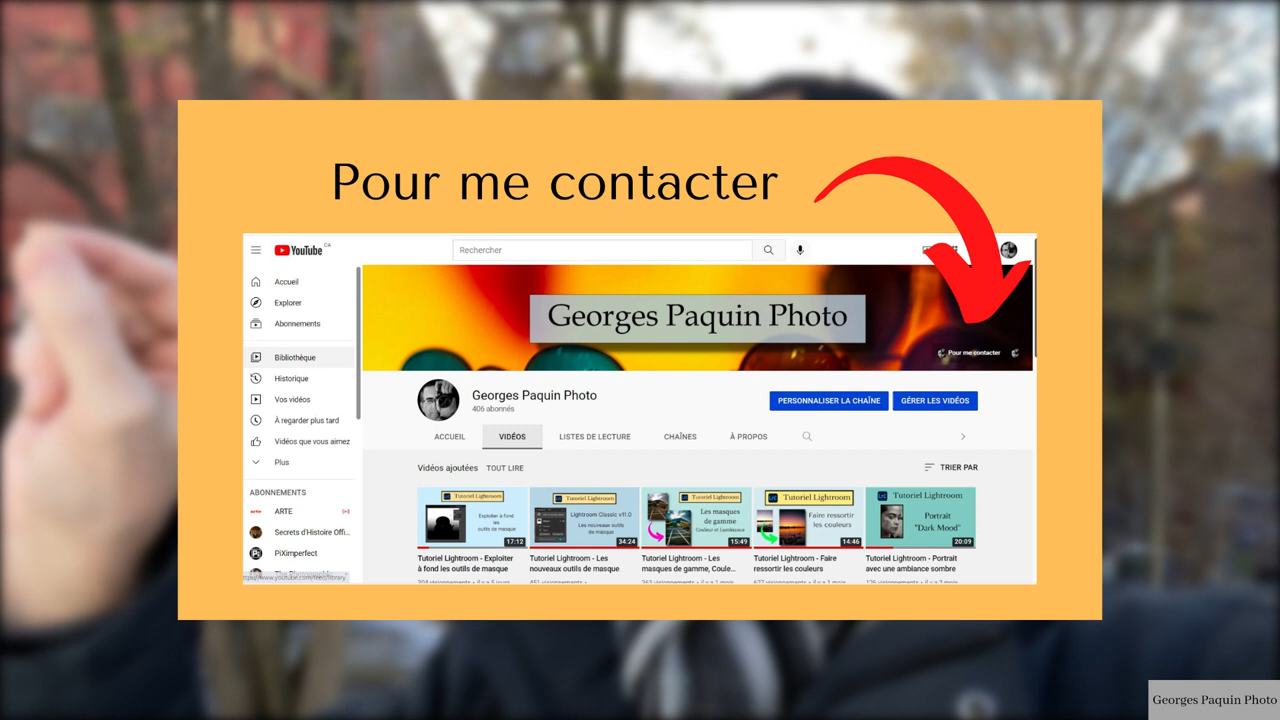 Pour me contacter
YouTube CA
Rechercher
Accueil
Explorer
Abonnements
Bibliothèque
Historique
Vos vidéos
À regarder plus tard
Vidéos que vous aimez
Plus
ABONNEMENTS
ARTE
Secrets d'Histoire Offi...
PiXimperfect
Georges Paquin Photo
Pour me contacter
Georges Paquin Photo
406 abonnés
PERSONNALISER LA CHAÎNE
GÉRER LES VIDÉOS
ACCUEIL VIDÉOS LISTES DE LECTURE CHAÎNES À PROPOS
Vidéos ajoutées TOUT LIRE
TRIER PAR
Tutoriel Lightroom
Explorer à fond
les
outils de masque
17:12
Tutoriel Lightroom - Exploiter
à fond les outils de masque
Tutoriel Lightroom
Lightroom Classic v11.0
Les nouveaux outils
de masque
34:24
Tutoriel Lightroom - Les
nouveaux outils de masque
Tutoriel Lightroom
Les masques
de gamme
Couleur et Luminance
15:49
Tutoriel Lightroom - Les
masques de gamme, Coule...
Tutoriel Lightroom
Faire ressortir
les couleurs
14:46
Tutoriel Lightroom - Faire
ressortir les couleurs
Tutoriel Lightroom
Portrait
"Dark Mood"
20:09
Tutoriel Lightroom - Portrait
avec une ambiance sombre
Georges Paquin Photo